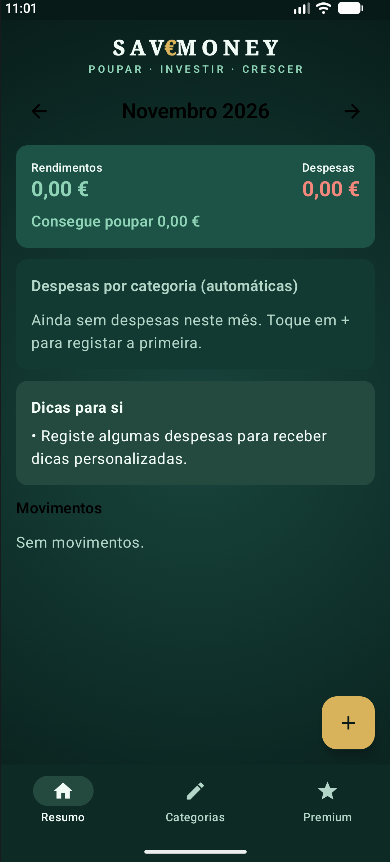 11:01
SAV€MONEY
POUPAR · INVESTIR · CRESCER
Novembro 2026
Rendimentos
Despesas
0,00 €
0,00 €
Consegue poupar 0,00 €
Despesas por categoria (automáticas)
Ainda sem despesas neste mês. Toque em +
para registar a primeira.
Dicas para si
• Registe algumas despesas para receber
dicas personalizadas.
Movimentos
Sem movimentos.
+
Resumo
Categorias
Premium